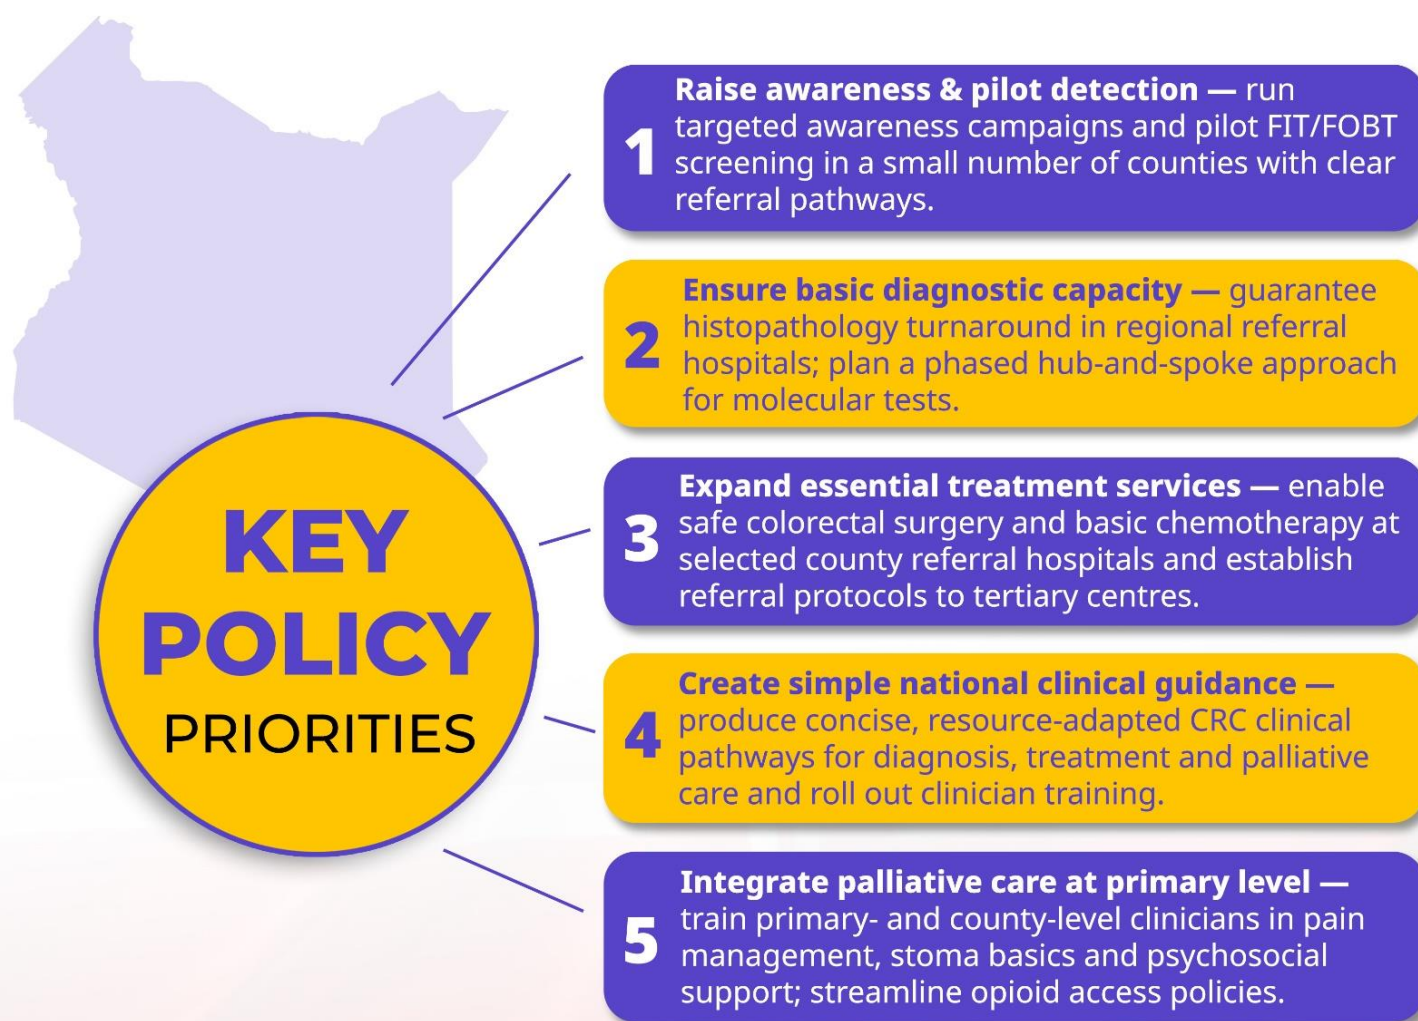 KEY
POLICY
PRIORITIES
1
Raise awareness & pilot detection — run
targeted awareness campaigns and pilot FIT/FOBT
screening in a small number of counties with clear
referral pathways.
2
Ensure basic diagnostic capacity — guarantee
histopathology turnaround in regional referral
hospitals; plan a phased hub-and-spoke approach
for molecular tests.
3
Expand essential treatment services — enable
safe colorectal surgery and basic chemotherapy at
selected county referral hospitals and establish
referral protocols to tertiary centres.
4
Create simple national clinical guidance —
produce concise, resource-adapted CRC clinical
pathways for diagnosis, treatment and palliative
care and roll out clinician training.
5
Integrate palliative care at primary level —
train primary- and county-level clinicians in pain
management, stoma basics and psychosocial
support; streamline opioid access policies.